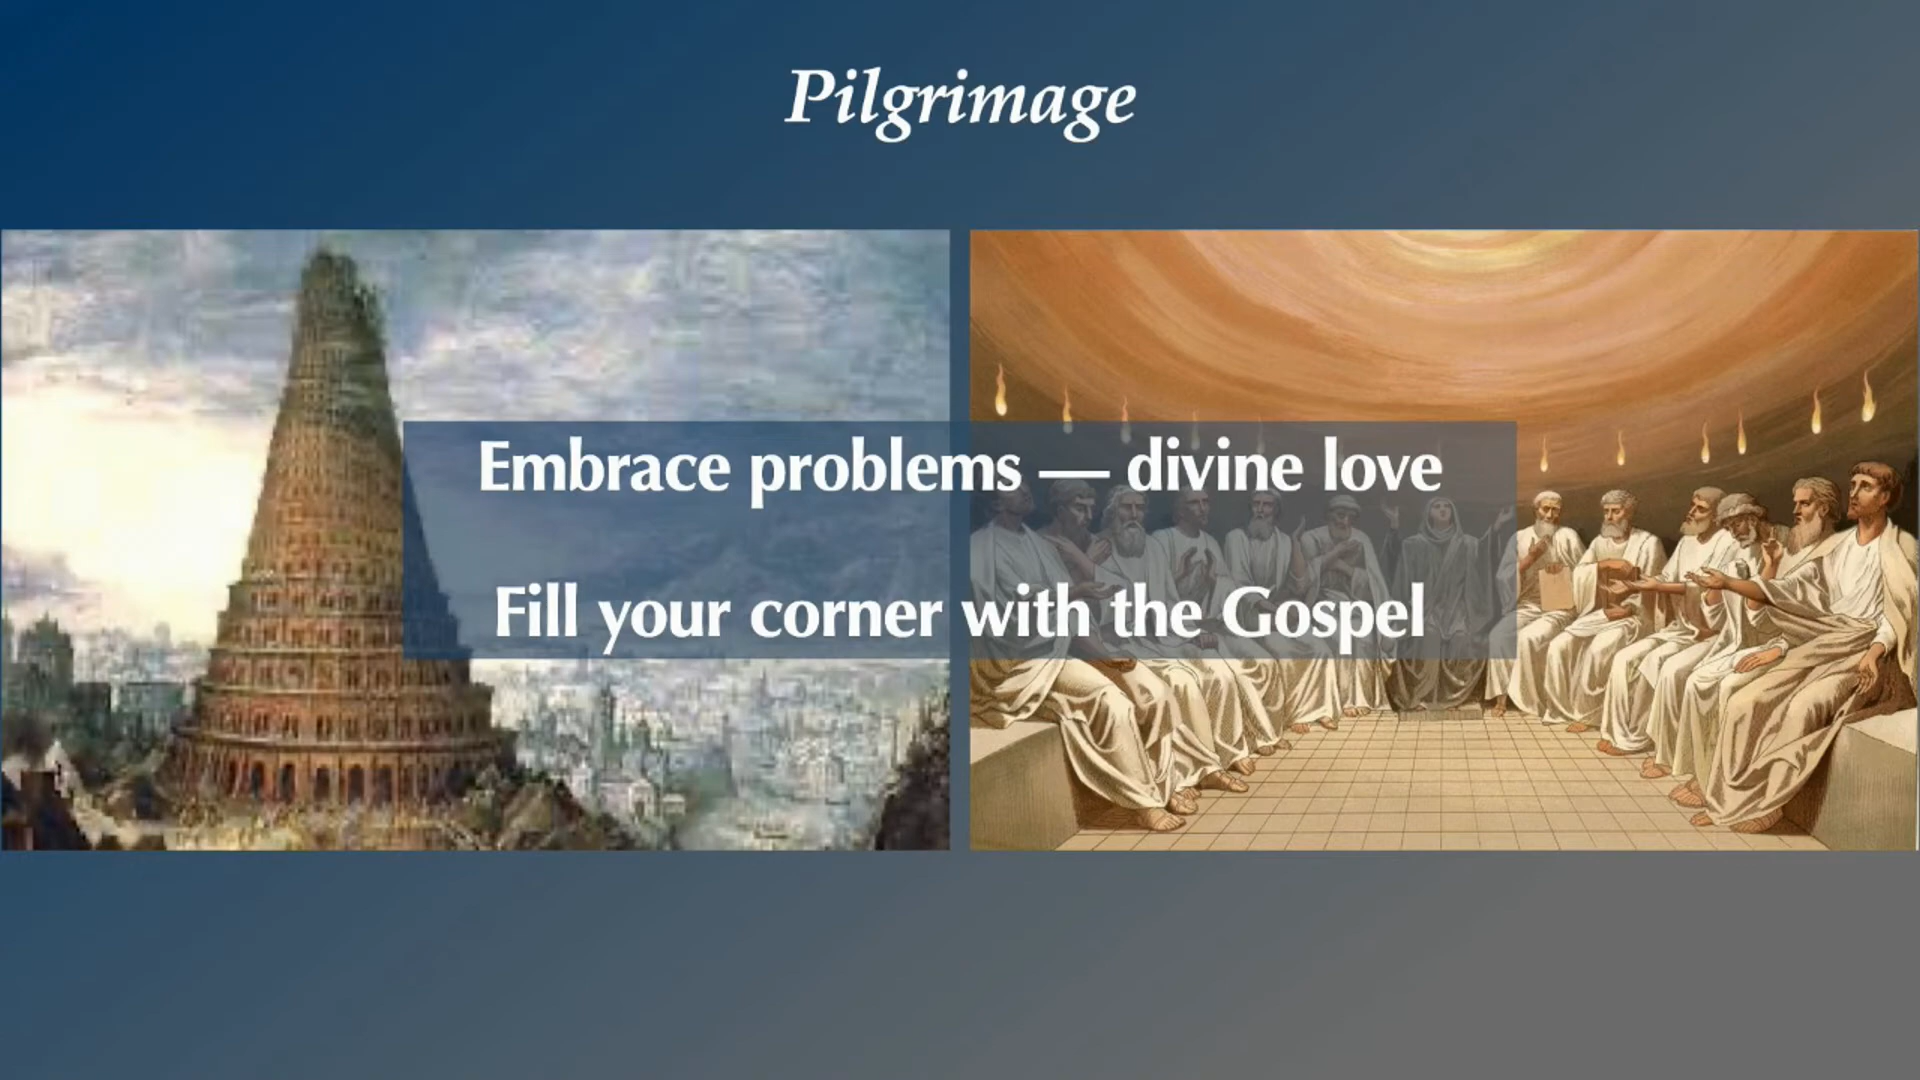 Pilgrimage
Embrace problems — divine love
Fill your corner with the Gospel